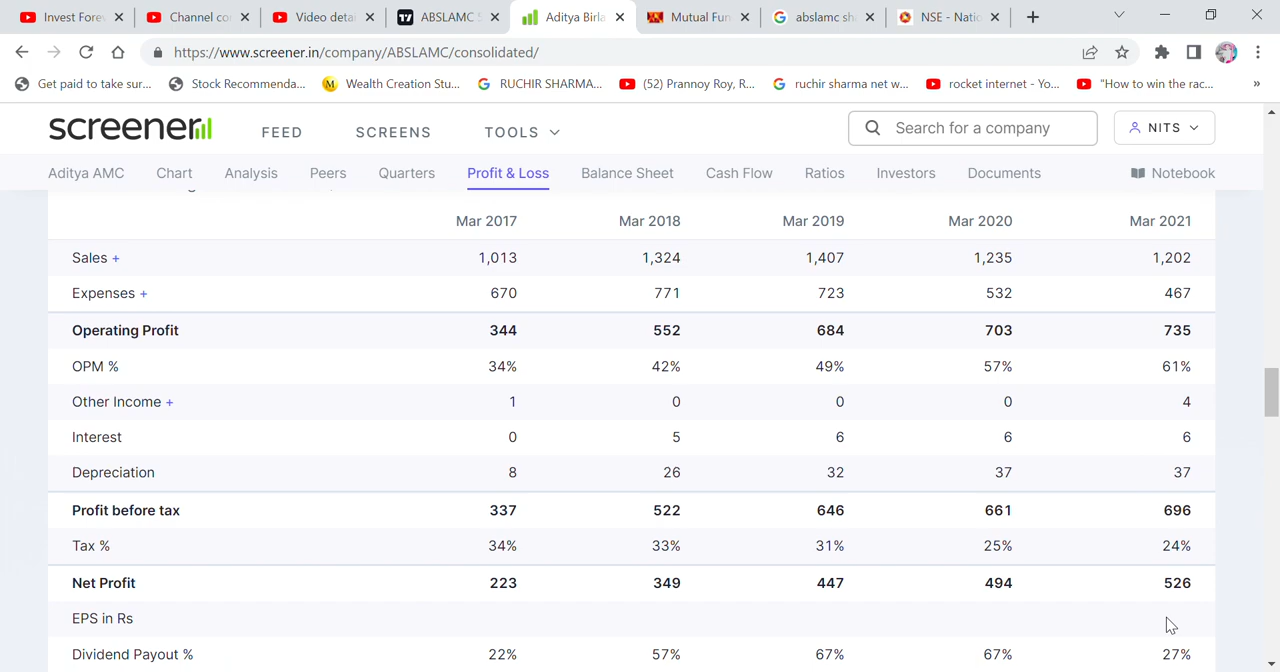 Invest Forev
Channel con
Video detai
ABSLAMC S
Aditya Birla
Mutual Fun
abslamc sha
NSE - Natio
https://www.screener.in/company/ABSLAMC/consolidated/
Get paid to take sur...
Stock Recommenda...
Wealth Creation Stu...
RUCHIR SHARMA...
(52) Prannoy Roy, R...
ruchir sharma net w...
rocket internet - Yo...
"How to win the rac...
»
screener
FEED
SCREENS
TOOLS
Search for a company
NITS
Aditya AMC
Chart
Analysis
Peers
Quarters
Profit & Loss
Balance Sheet
Cash Flow
Ratios
Investors
Documents
Notebook
Mar 2017 Mar 2018 Mar 2019 Mar 2020 Mar 2021
Sales + 1,013 1,324 1,407 1,235 1,202
Expenses + 670 771 723 532 467
Operating Profit 344 552 684 703 735
OPM % 34% 42% 49% 57% 61%
Other Income + 1 0 0 0 4
Interest 0 5 6 6 6
Depreciation 8 26 32 37 37
Profit before tax 337 522 646 661 696
Tax % 34% 33% 31% 25% 24%
Net Profit 223 349 447 494 526
EPS in Rs
Dividend Payout % 22% 57% 67% 67% 27%